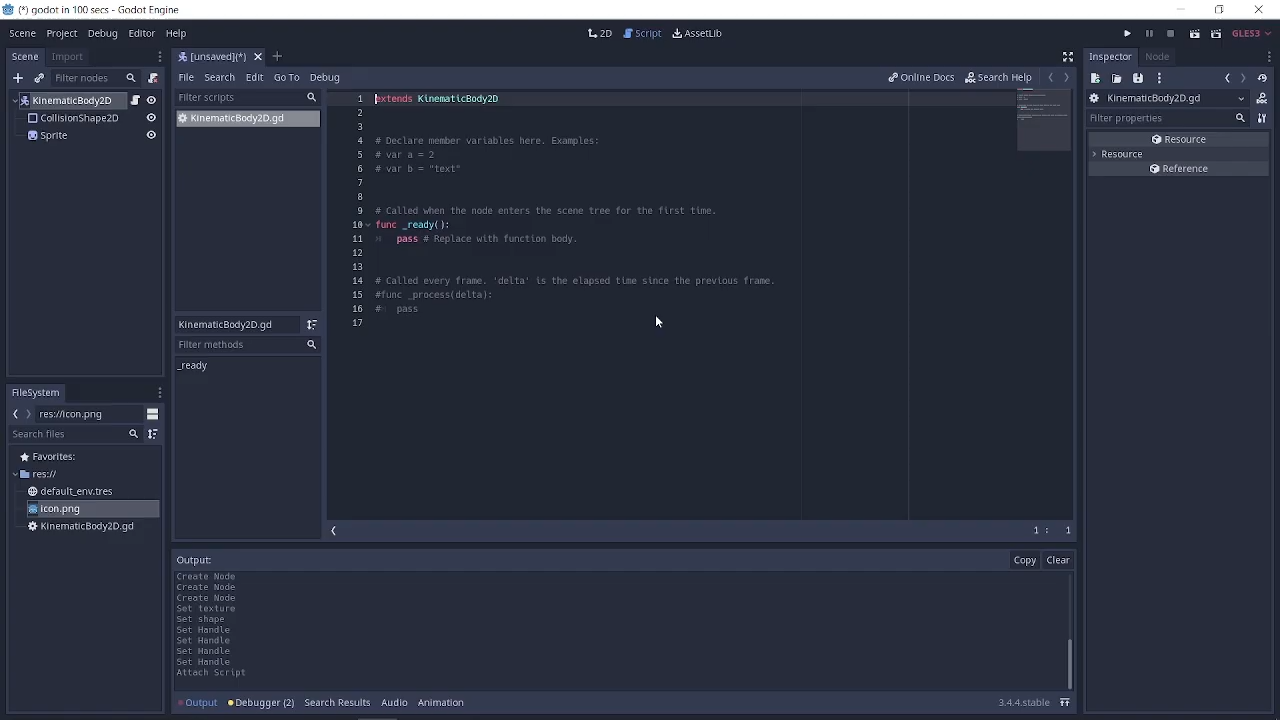 (*) godot in 100 secs - Godot Engine
Scene Project Debug Editor Help
2D Script AssetLib
GLES3
Scene Import
Filter nodes
KinematicBody2D
CollisionShape2D
Sprite
[unsaved](*)
File Search Edit Go To Debug
Online Docs Search Help
Filter scripts
KinematicBody2D.gd
KinematicBody2D.gd
Filter methods
_ready
1 extends KinematicBody2D
2
3
4 # Declare member variables here. Examples:
5 # var a = 2
6 # var b = "text"
7
8
9 # Called when the node enters the scene tree for the first time.
10 func _ready():
11 pass # Replace with function body.
12
13
14 # Called every frame. 'delta' is the elapsed time since the previous frame.
15 #func _process(delta):
16 # pass
17
1 : 1
Inspector Node
KinematicBody2D.gd
Filter properties
Resource
Resource
Reference
FileSystem
res://icon.png
Search files
Favorites:
res://
default_env.tres
icon.png
KinematicBody2D.gd
Output:
Copy Clear
Create Node
Create Node
Create Node
Set texture
Set shape
Set Handle
Set Handle
Set Handle
Set Handle
Attach Script
Output Debugger (2) Search Results Audio Animation
3.4.4.stable